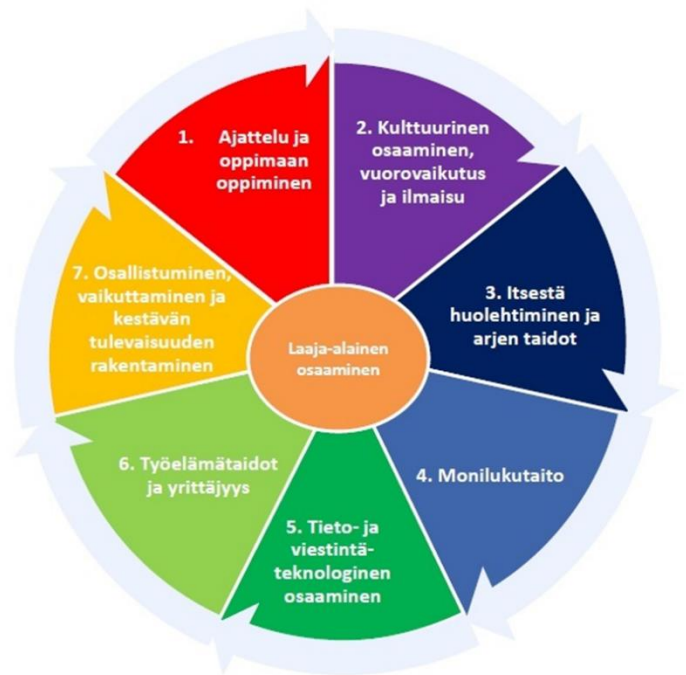 1. Ajattelu ja
oppimaan
oppiminen
2. Kulttuurinen
osaaminen,
vuorovaikutus
ja ilmaisu
3. Itsestä
huolehtiminen ja
arjen taidot
4. Monilukutaito
5. Tieto- ja
viestintä-
teknologinen
osaaminen
6. Työelämätaidot
ja yrittäjyys
7. Osallistuminen,
vaikuttaminen ja
kestävän
tulevaisuuden
rakentaminen
Laaja-alainen
osaaminen